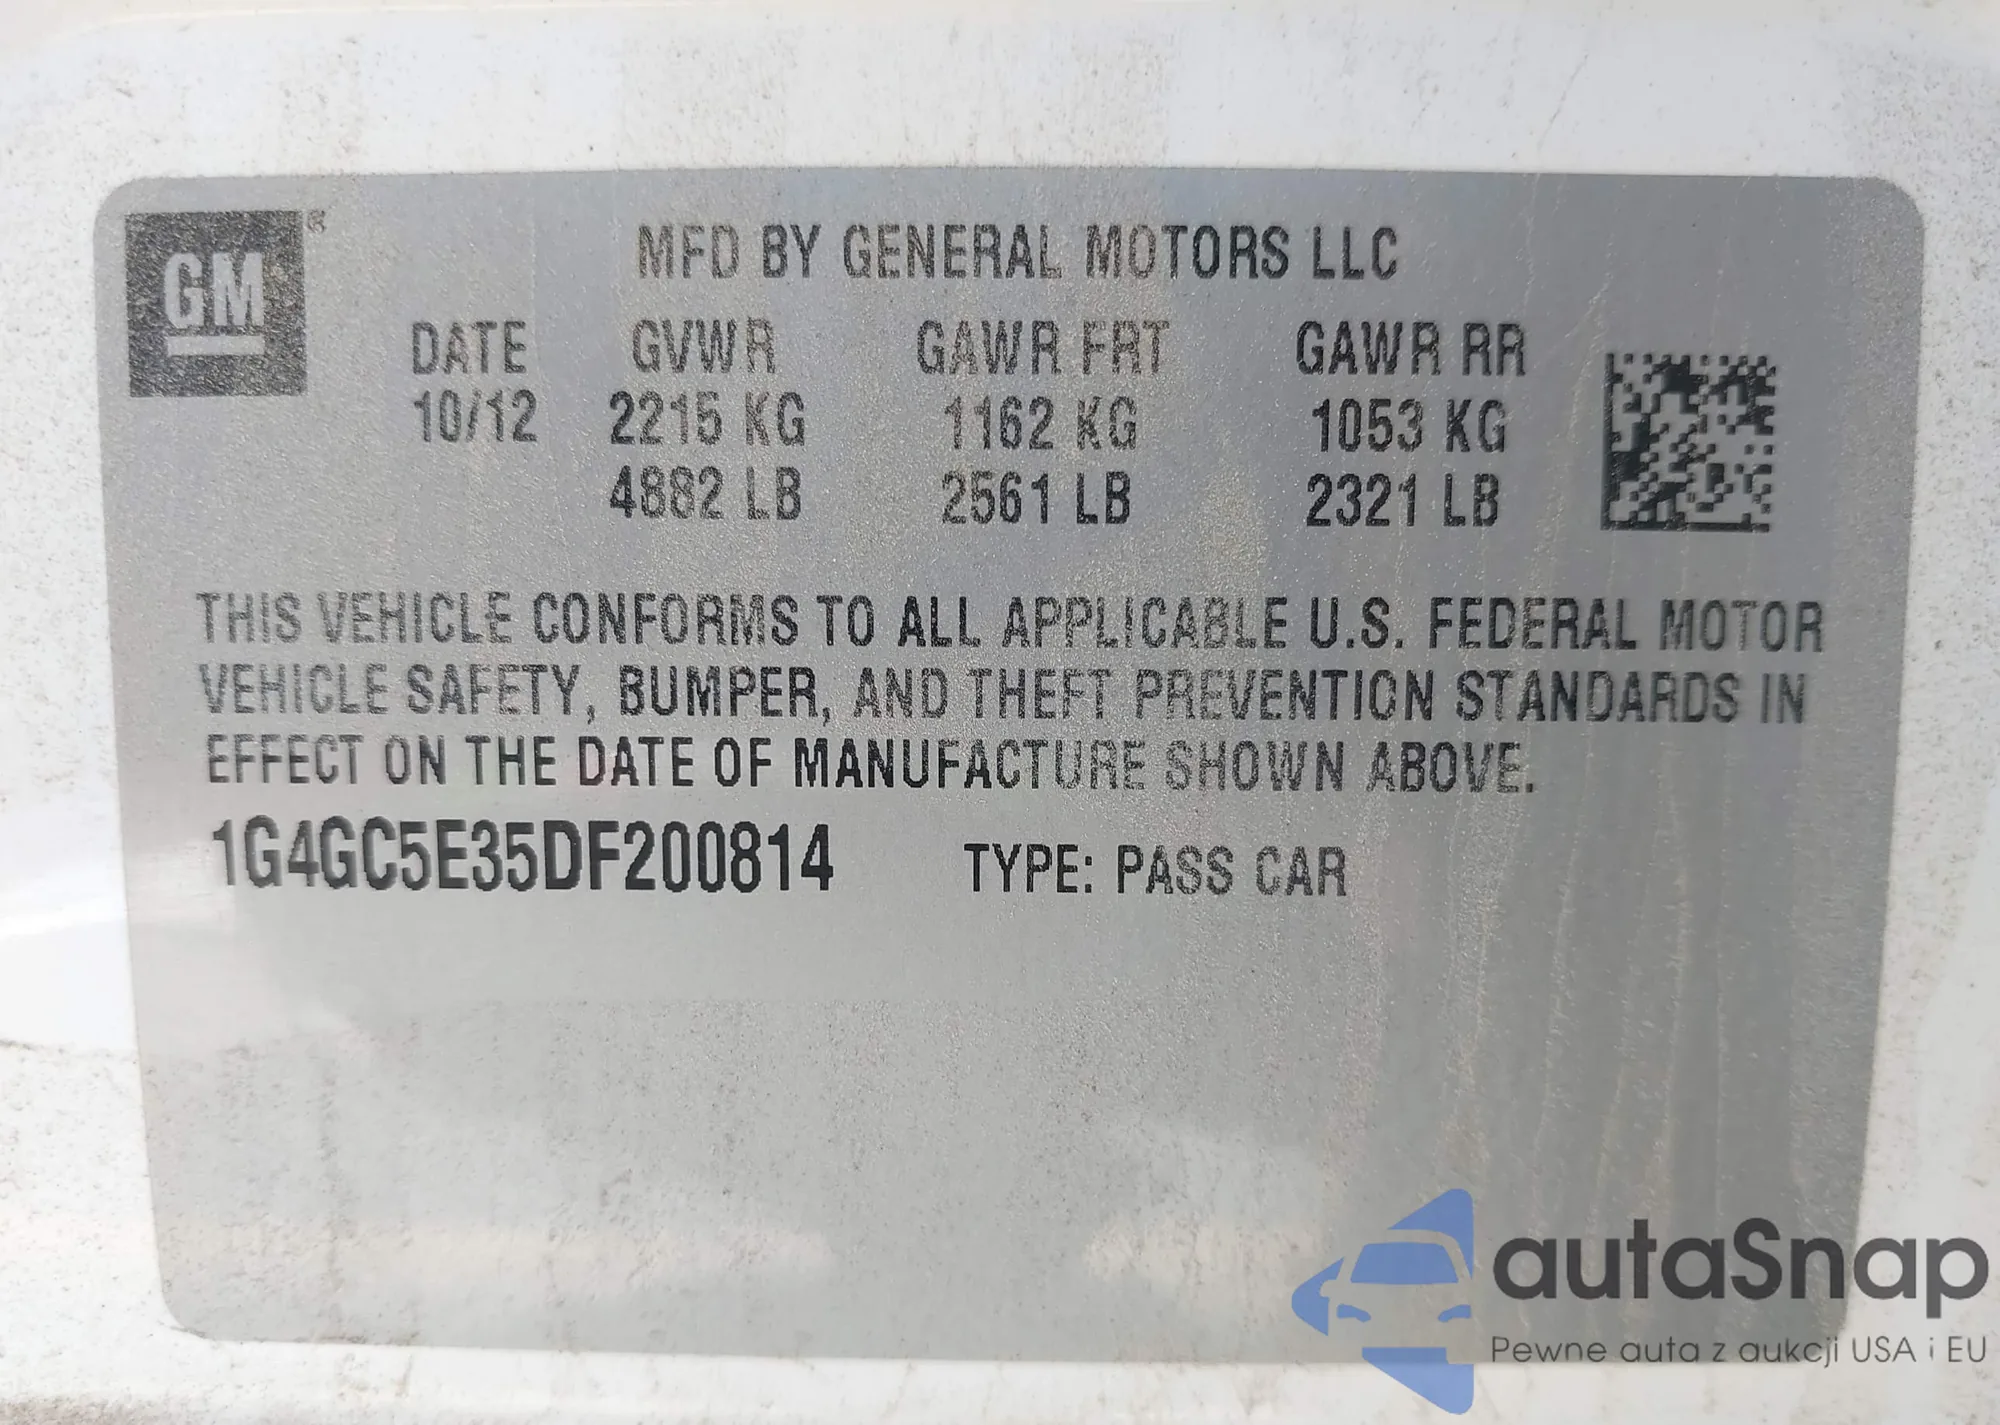 GM
MFD BY GENERAL MOTORS LLC
DATE GVWR GAWR FRT GAWR RR
10/12 2215 KG 1162 KG 1053 KG
4882 LB 2561 LB 2321 LB
THIS VEHICLE CONFORMS TO ALL APPLICABLE U.S. FEDERAL MOTOR
VEHICLE SAFETY, BUMPER, AND THEFT PREVENTION STANDARDS IN
EFFECT ON THE DATE OF MANUFACTURE SHOWN ABOVE.
1G4GC5E35DF200814 TYPE: PASS CAR
autaSnap
Pewne auta z aukcji USA i EU